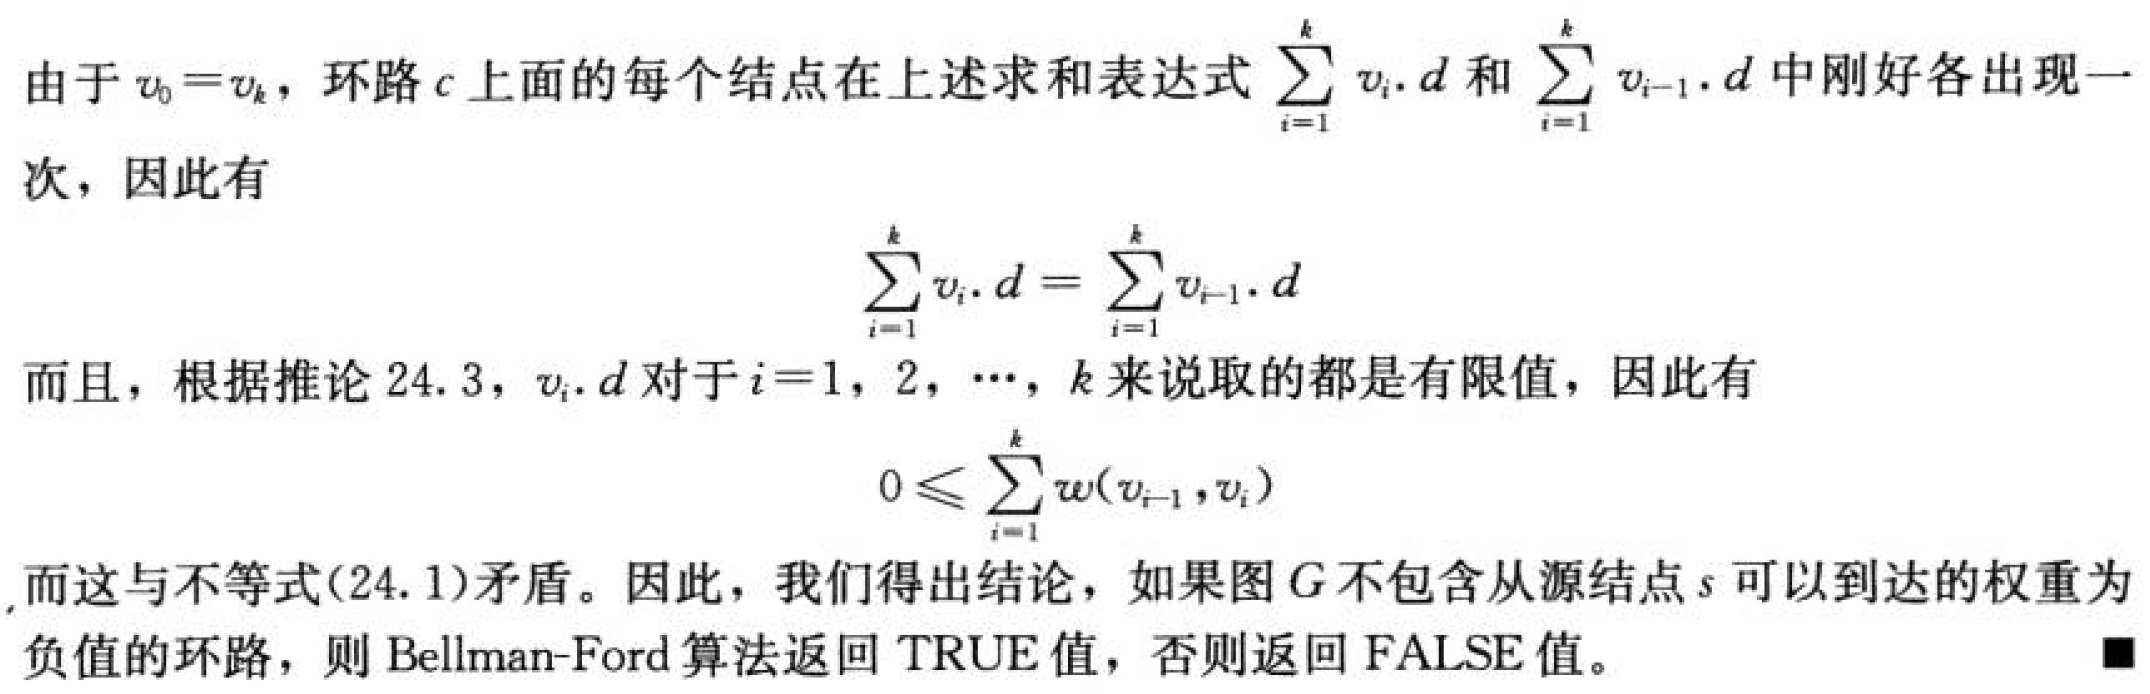 由于 $v_0=v_k$，环路 $c$ 上面的每个结点在上述求和表达式 $\sum_{i=1}^{k} v_i.d$ 和 $\sum_{i=1}^{k} v_{i-1}.d$ 中刚好各出现一
次，因此有
$\sum_{i=1}^{k} v_i.d = \sum_{i=1}^{k} v_{i-1}.d$
而且，根据推论 24.3，$v_i.d$ 对于 $i=1，2，…，k$ 来说取的都是有限值，因此有
$0 \leqslant \sum_{i=1}^{k} w(v_{i-1},v_i)$
而这与不等式(24.1)矛盾。因此，我们得出结论，如果图 $G$ 不包含从源结点 $s$ 可以到达的权重为
负值的环路，则 Bellman-Ford 算法返回 TRUE 值，否则返回 FALSE 值。 ■